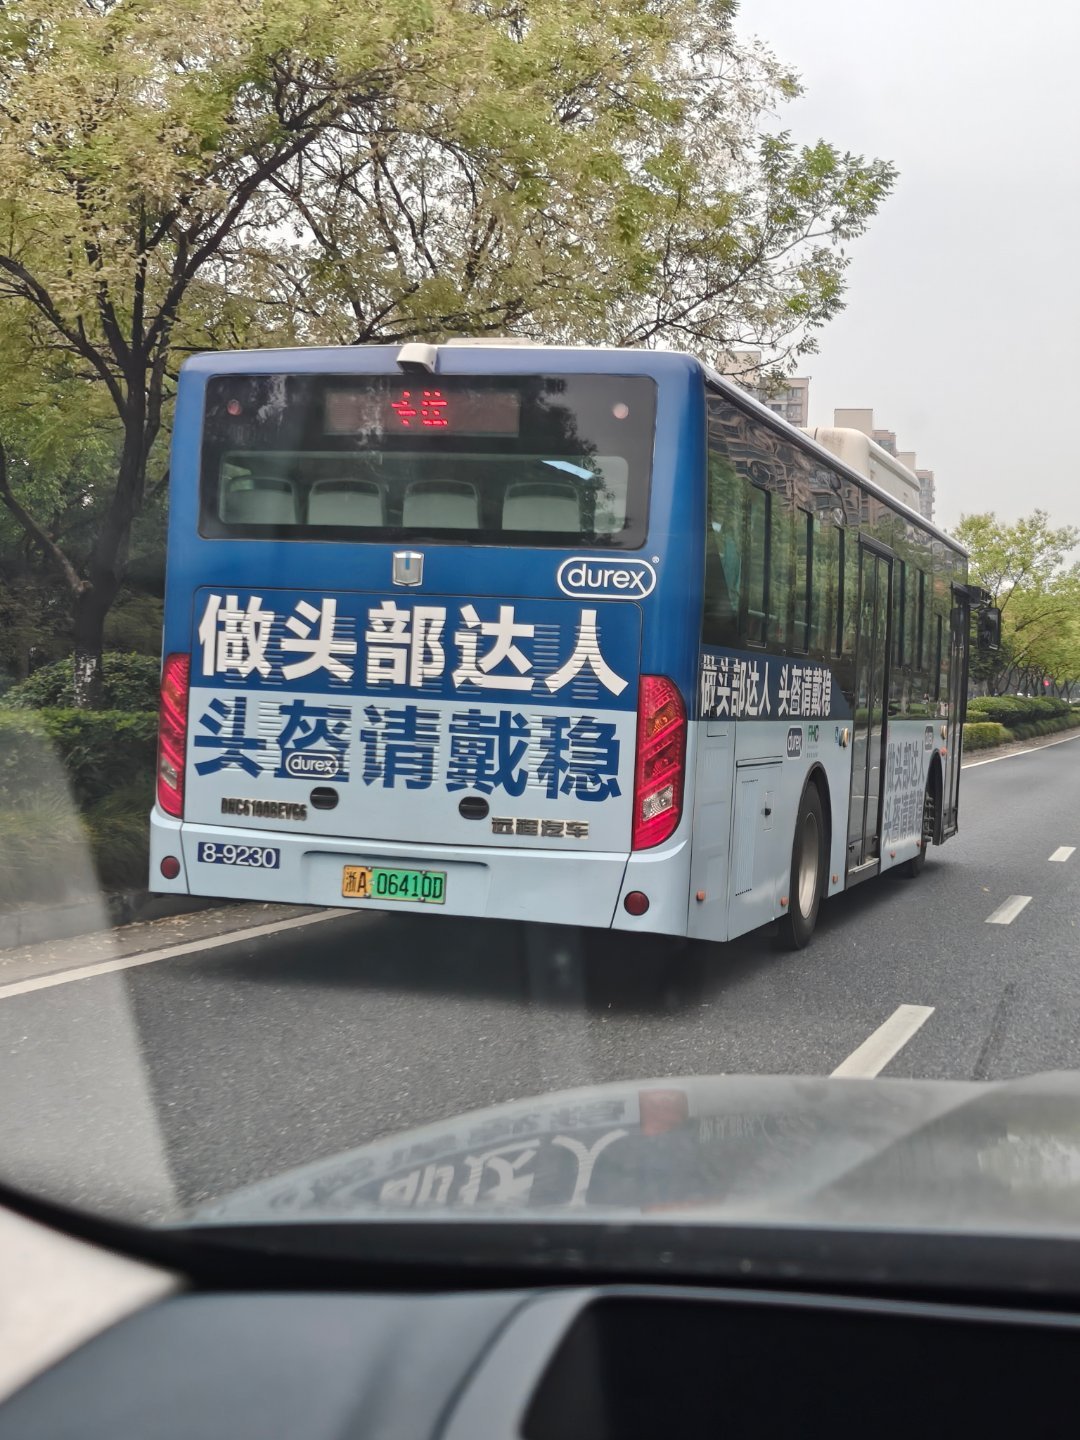 durex
做头部达人
做头部达人 头盔请戴稳
头盔请戴稳
durex
durex
做头部达人
头盔请戴稳
DNC6100BEVG6
远程汽车
8-9230
浙A 06410D